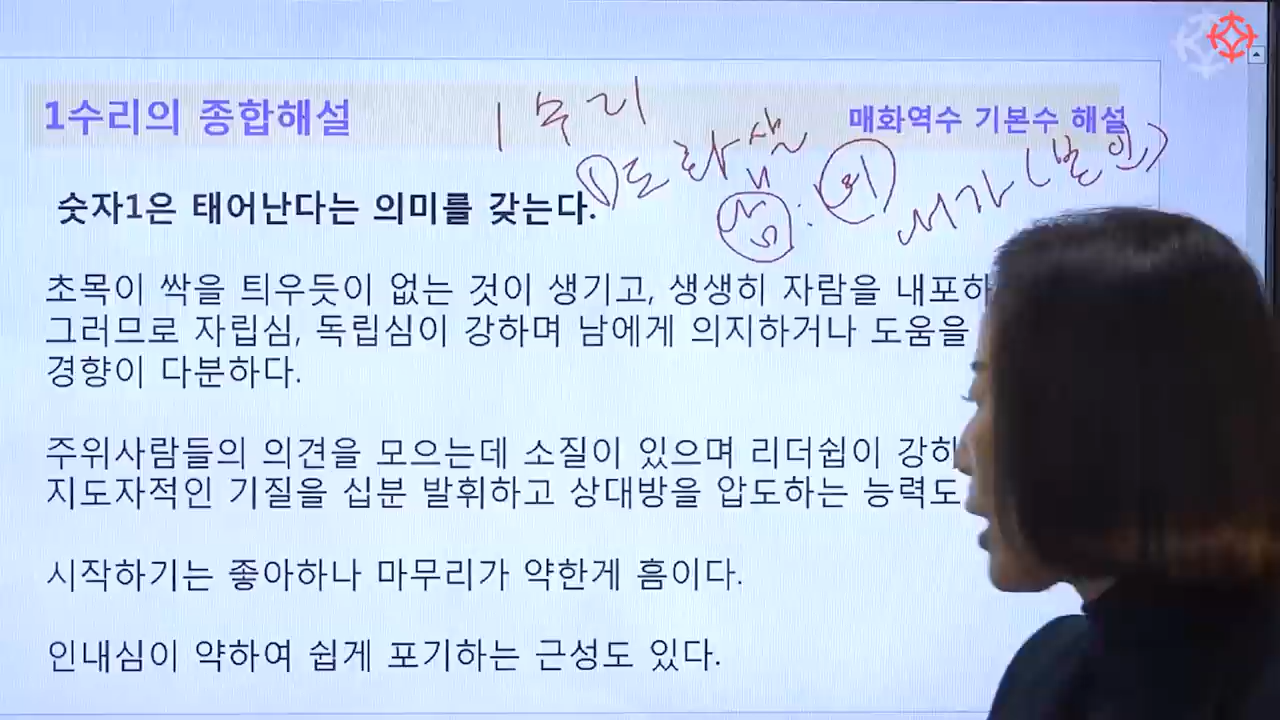 1수리의 종합해설
1 수리
매화역수 기본수 해설
숫자1은 태어난다는 의미를 갖는다.
초목이 싹을 틔우듯이 없는 것이 생기고, 생생히 자람을 내포하
그러므로 자립심, 독립심이 강하며 남에게 의지하거나 도움을
경향이 다분하다.
주위사람들의 의견을 모으는데 소질이 있으며 리더쉽이 강하
지도자적인 기질을 십분 발휘하고 상대방을 압도하는 능력도
시작하기는 좋아하나 마무리가 약한게 흠이다.
인내심이 약하여 쉽게 포기하는 근성도 있다.